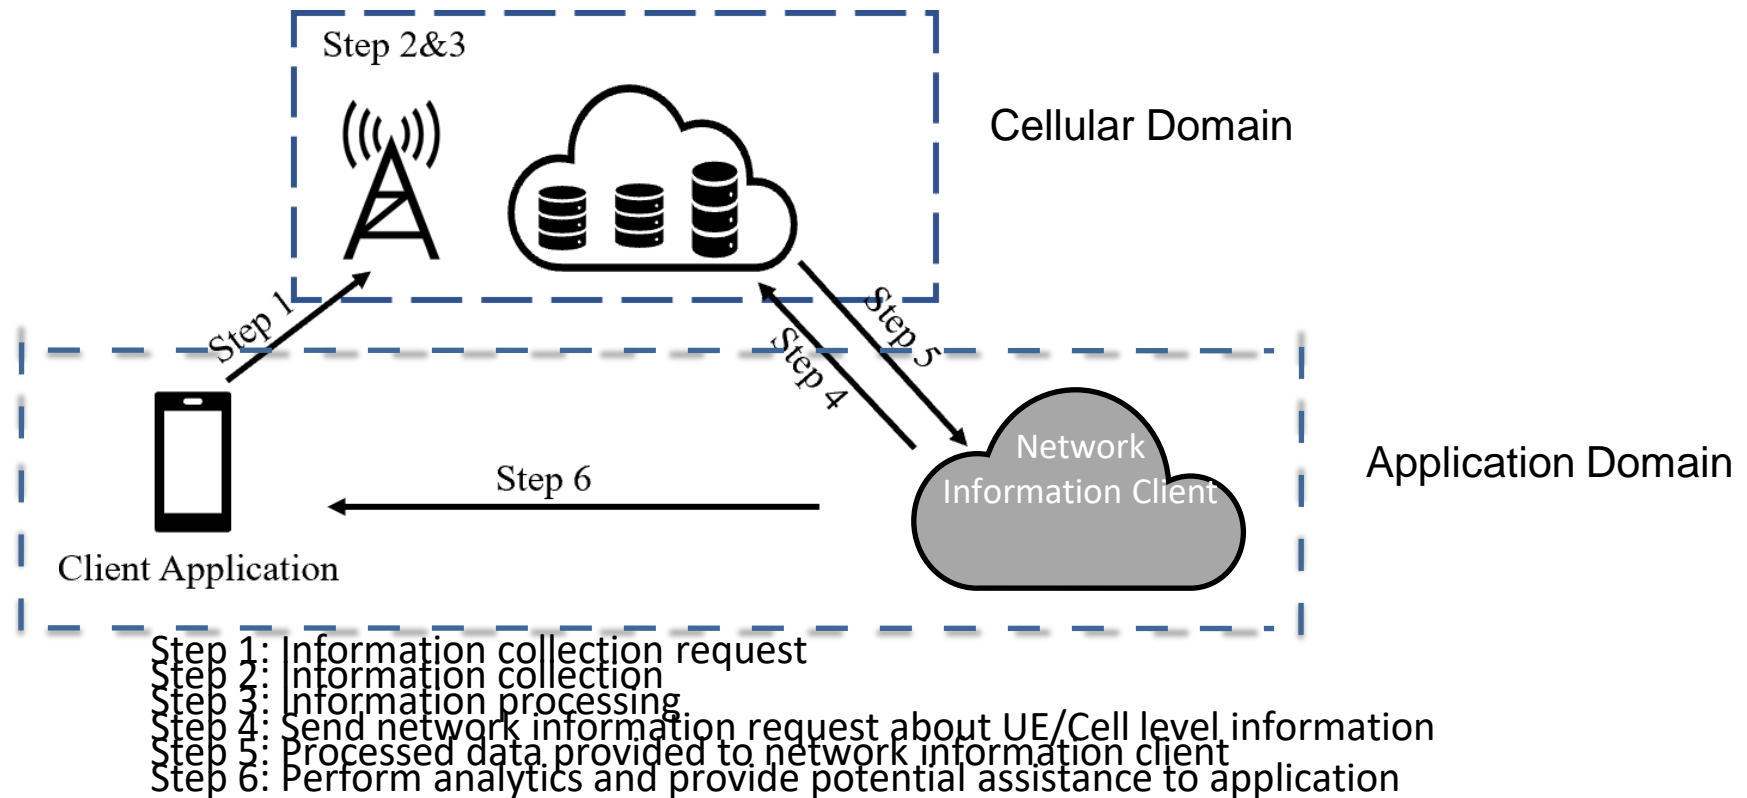 Step 2&3
Cellular Domain
Step 1
Step 5
Step 4
Network
Information Client
Application Domain
Step 6
Client Application
Step 1: Information collection request
Step 2: Information collection
Step 3: Information processing
Step 4: Send network information request about UE/Cell level information
Step 5: Processed data provided to network information client
Step 6: Perform analytics and provide potential assistance to application